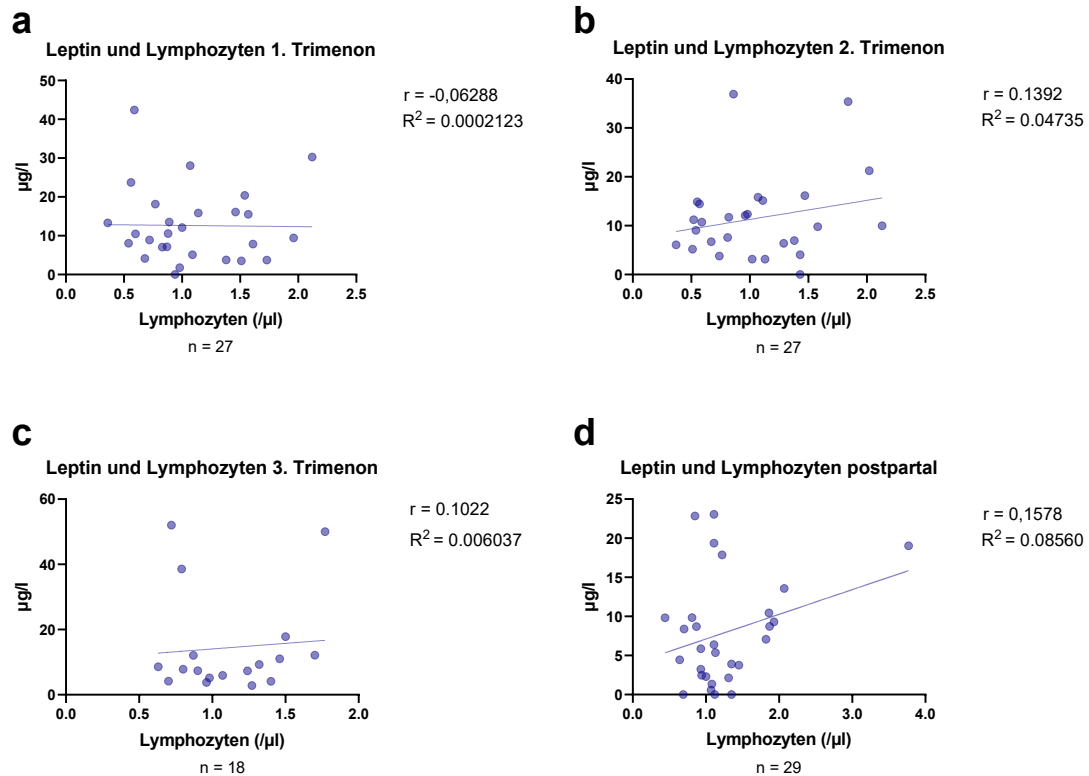 a
Leptin und Lymphozyten 1. Trimenon
r = -0,06288
R² = 0.0002123
µg/l
50
40
30
20
10
0
0.0 0.5 1.0 1.5 2.0 2.5
Lymphozyten (/µl)
n = 27
b
Leptin und Lymphozyten 2. Trimenon
r = 0.1392
R² = 0.04735
µg/l
40
30
20
10
0
0.0 0.5 1.0 1.5 2.0 2.5
Lymphozyten (/µl)
n = 27
c
Leptin und Lymphozyten 3. Trimenon
r = 0.1022
R² = 0.006037
µg/l
60
40
20
0
0.0 0.5 1.0 1.5 2.0
Lymphozyten (/µl)
n = 18
d
Leptin und Lymphozyten postpartal
r = 0,1578
R² = 0.08560
µg/l
25
20
15
10
5
0
0.0 1.0 2.0 3.0 4.0
Lymphozyten (/µl)
n = 29